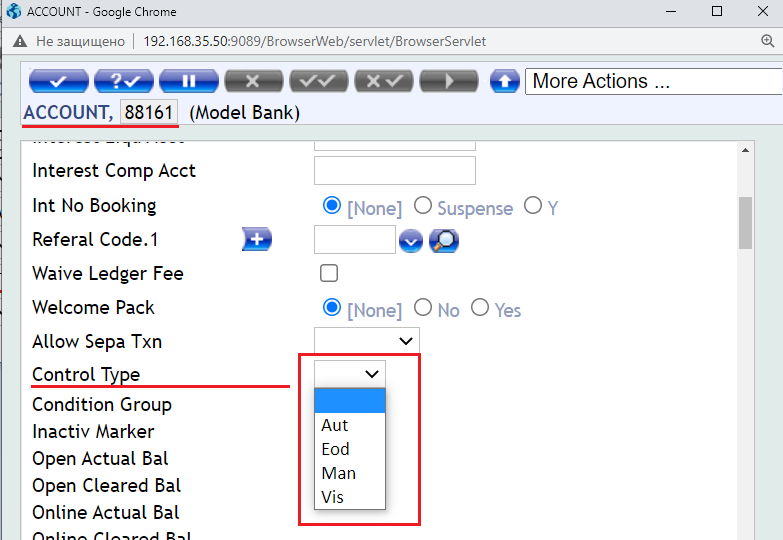 ACCOUNT - Google Chrome
Не защищено 192.168.35.50:9089/BrowserWeb/servlet/BrowserServlet
More Actions ...
ACCOUNT, 88161 (Model Bank)
Interest Comp Acct
Int No Booking [None] Suspense Y
Referal Code.1
Waive Ledger Fee
Welcome Pack [None] No Yes
Allow Sepa Txn
Control Type
Condition Group
Aut
Inactiv Marker
Eod
Open Actual Bal
Man
Open Cleared Bal
Vis
Online Actual Bal
Online Cleared Bal